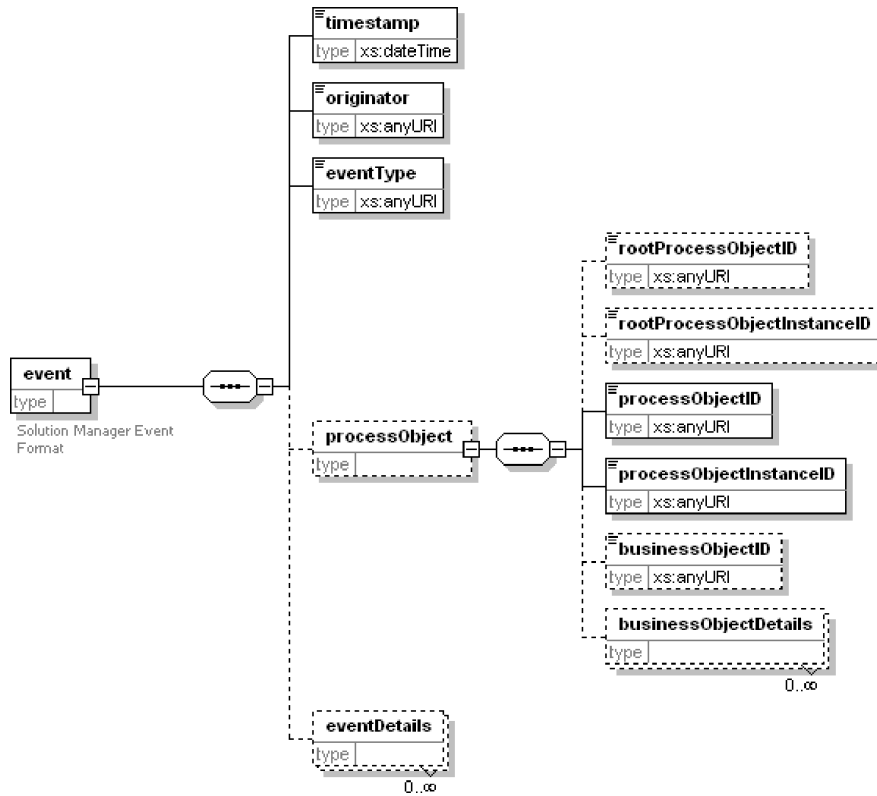 timestamp
type xs:dateTime
originator
type xs:anyURI
eventType
type xs:anyURI
rootProcessObjectID
type xs:anyURI
rootProcessObjectInstanceID
type xs:anyURI
event
type
Solution Manager Event
Format
processObjectID
type xs:anyURI
processObject
type
processObjectInstanceID
type xs:anyURI
businessObjectID
type xs:anyURI
businessObjectDetails
type
0..∞
eventDetails
type
0..∞